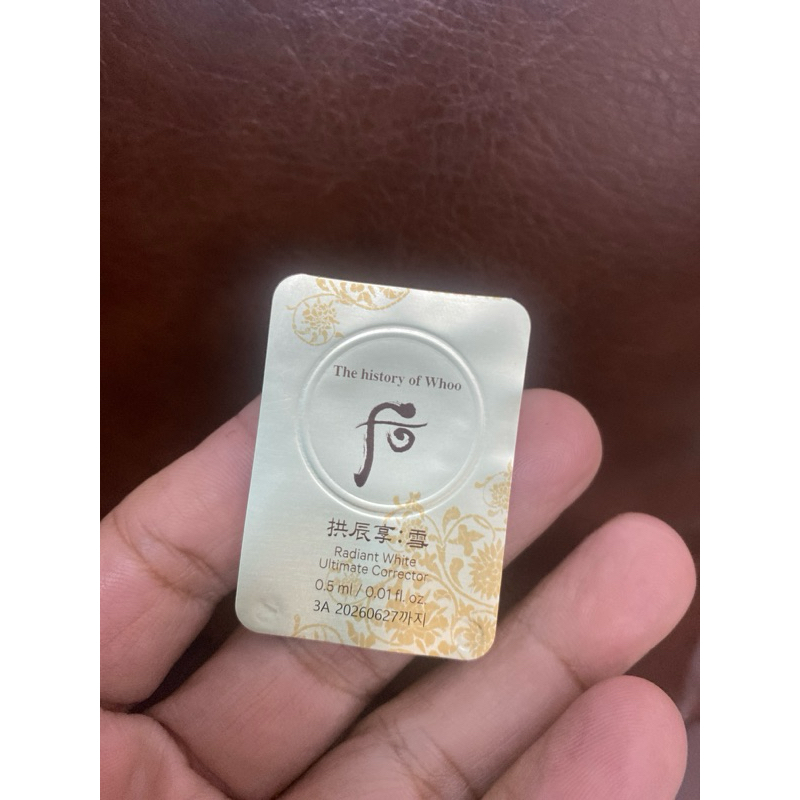 The history of Whoo
后
拱辰享:雪
Radiant White
Ultimate Corrector
0.5 ml / 0.01 fl. oz.
3A 20260627까지